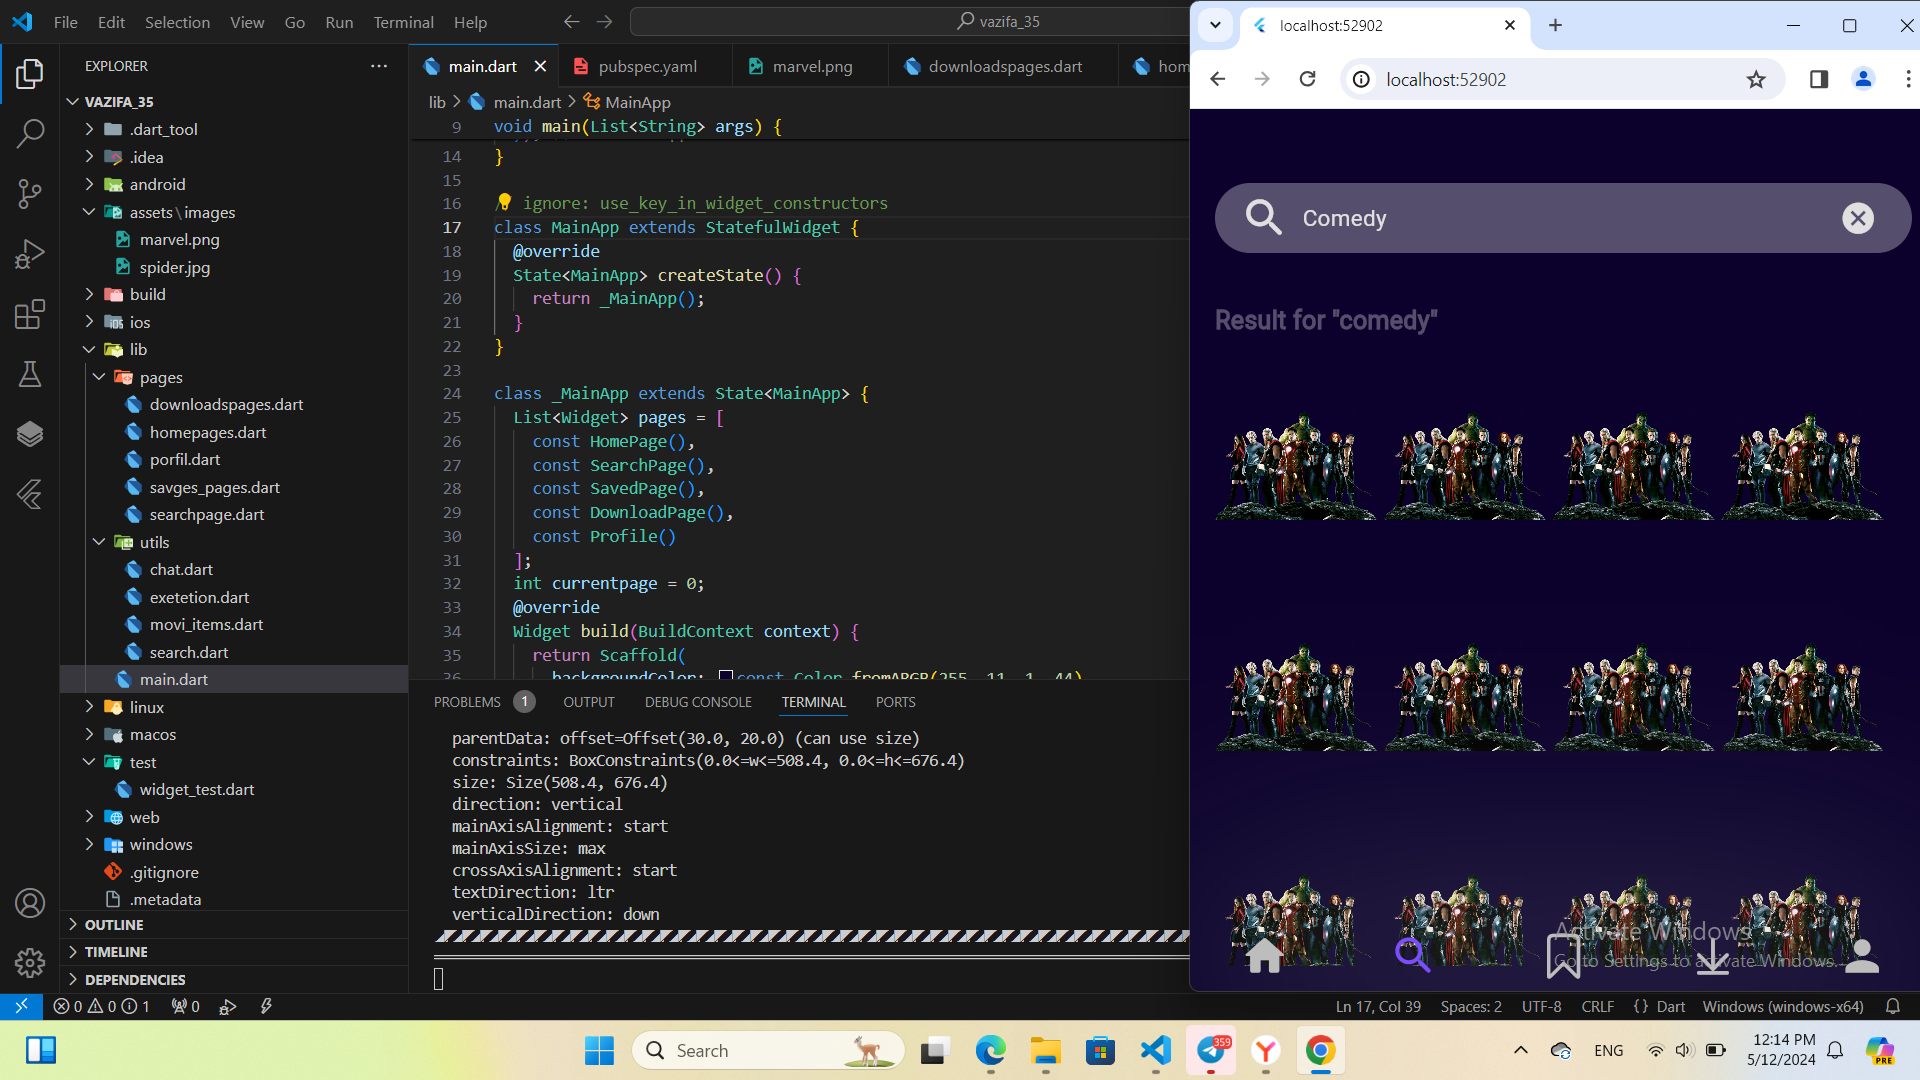 File Edit Selection View Go Run Terminal Help
vazifa_35
EXPLORER
VAZIFA_35
.dart_tool
.idea
android
assets\images
marvel.png
spider.jpg
build
ios
lib
pages
downloadspages.dart
homepages.dart
porfil.dart
savges_pages.dart
searchpage.dart
utils
chat.dart
exetetion.dart
movi_items.dart
search.dart
main.dart
linux
macos
test
widget_test.dart
web
windows
.gitignore
.metadata
OUTLINE
TIMELINE
DEPENDENCIES
main.dart pubspec.yaml marvel.png downloadspages.dart hom
lib > main.dart > MainApp
9 void main(List<String> args) {
14 }
15
16 ignore: use_key_in_widget_constructors
17 class MainApp extends StatefulWidget {
18 @override
19 State<MainApp> createState() {
20 return _MainApp();
21 }
22 }
23
24 class _MainApp extends State<MainApp> {
25 List<Widget> pages = [
26 const HomePage(),
27 const SearchPage(),
28 const SavedPage(),
29 const DownloadPage(),
30 const Profile()
31 ];
32 int currentpage = 0;
33 @override
34 Widget build(BuildContext context) {
35 return Scaffold(
36 backgroundColor: const Color.fromARGB(255, 11, 1, 44)
PROBLEMS 1 OUTPUT DEBUG CONSOLE TERMINAL PORTS
parentData: offset=Offset(30.0, 20.0) (can use size)
constraints: BoxConstraints(0.0<=w<=508.4, 0.0<=h<=676.4)
size: Size(508.4, 676.4)
direction: vertical
mainAxisAlignment: start
mainAxisSize: max
crossAxisAlignment: start
textDirection: ltr
verticalDirection: down
localhost:52902
localhost:52902
Comedy
Result for "comedy"
Activate Windows
Go to Settings to activate Windows.
0 0 1 0
Ln 17, Col 39 Spaces: 2 UTF-8 CRLF {} Dart Windows (windows-x64)
Search
359
ENG
12:14 PM
5/12/2024
PRE